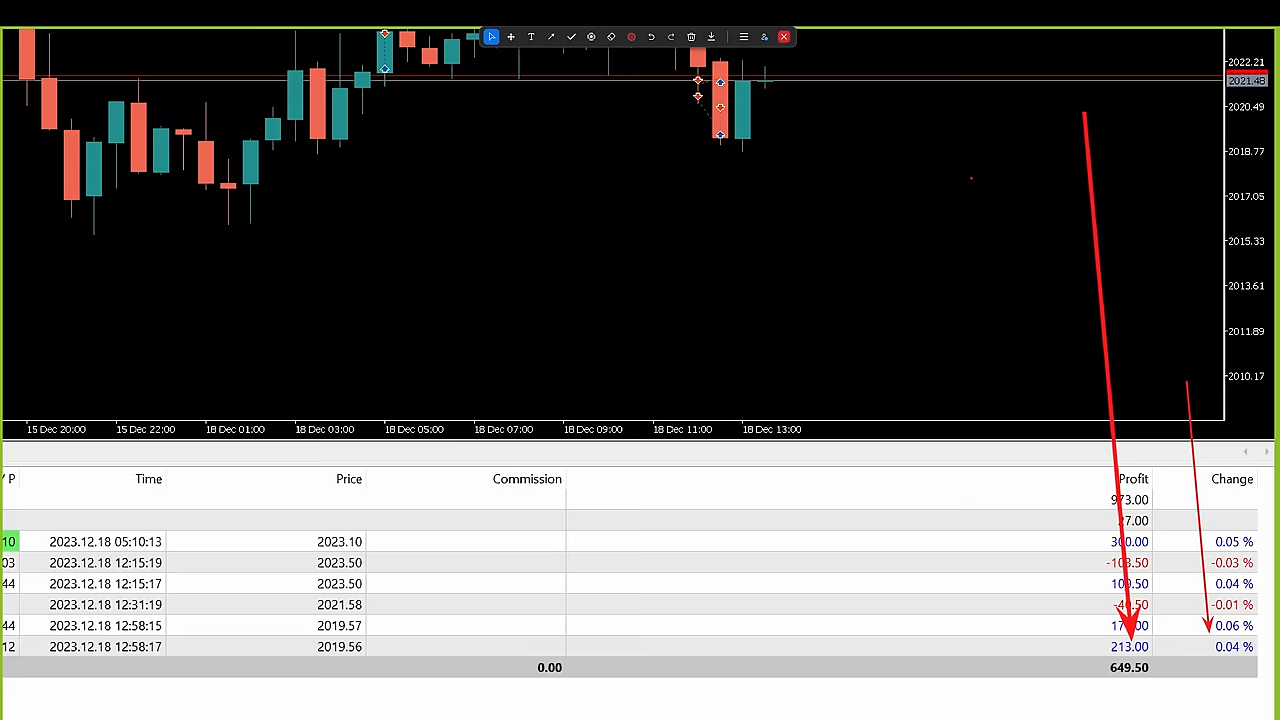 T
2022.21
2021.43
2020.49
2018.77
2017.05
2015.33
2013.61
2011.89
2010.17
15 Dec 20:00 15 Dec 22:00 18 Dec 01:00 18 Dec 03:00 18 Dec 05:00 18 Dec 07:00 18 Dec 09:00 18 Dec 11:00 18 Dec 13:00
/ P Time Price Commission Profit Change
973.00
27.00
10 2023.12.18 05:10:13 2023.10 300.00 0.05 %
03 2023.12.18 12:15:19 2023.50 -0.03 %
44 2023.12.18 12:15:17 2023.50 0.04 %
2023.12.18 12:31:19 2021.58 -0.01 %
44 2023.12.18 12:58:15 2019.57 0.06 %
12 2023.12.18 12:58:17 2019.56 213.00 0.04 %
0.00 649.50